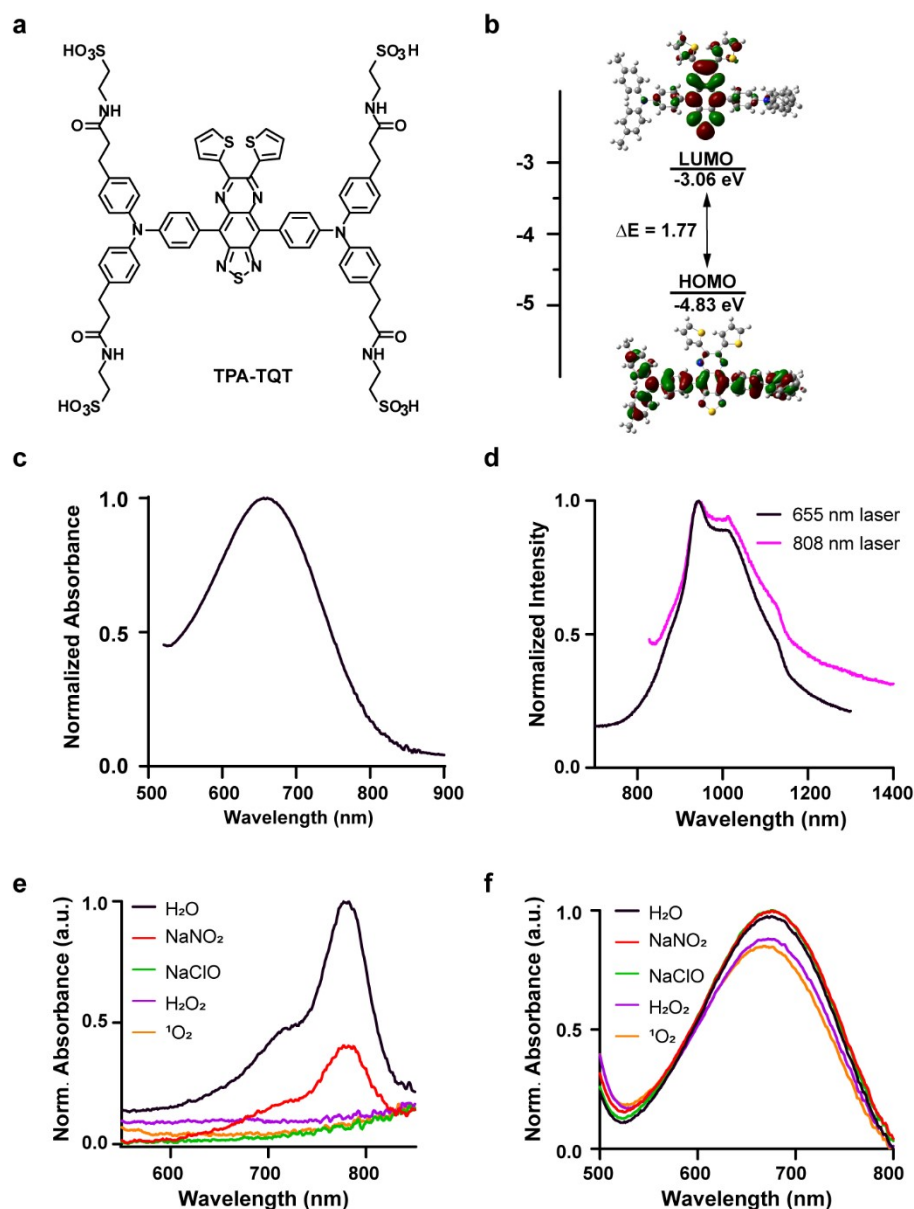 a
HO₃S
SO₃H
NH
HN
O
O
S
S
N
N
N
N
N
N
S
O
O
NH
HN
HO₃S
SO₃H
TPA-TQT
b
-3
-4
-5
LUMO
-3.06 eV
ΔE = 1.77
HOMO
-4.83 eV
c
Normalized Absorbance
1.0
0.5
0.0
500
600
700
800
900
Wavelength (nm)
d
Normalized Intensity
1.0
0.5
0.0
655 nm laser
808 nm laser
800
1000
1200
1400
Wavelength (nm)
e
Norm. Absorbance (a.u.)
1.0
0.5
0.0
H₂O
NaNO₂
NaClO
H₂O₂
¹O₂
600
700
800
Wavelength (nm)
f
Norm. Absorbance (a.u.)
1.0
0.5
0.0
H₂O
NaNO₂
NaClO
H₂O₂
¹O₂
500
600
700
800
Wavelength (nm)